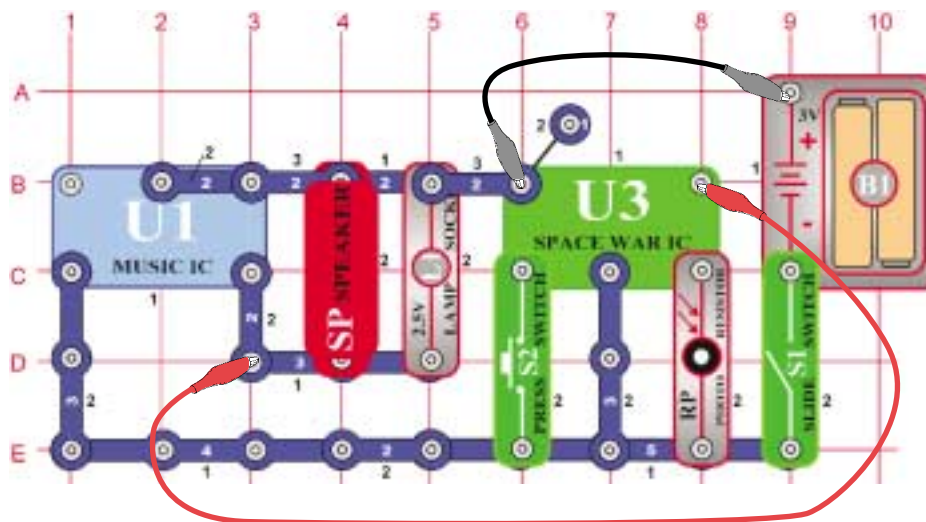 1 2 3 4 5 6 7 8 9 10
A
2 1
3V
+
2 3 1 3 1 1
B 2 2 2 2 B1
U1 U3
-
SPACE WAR IC
MUSIC IC
C
1 2 2
SP SPEAKER
2.5V LAMP SOCK
S2 PRESS SWITCH
RP RESISTOR
S1 SLIDE SWITCH
2 2
D 3
1
3 2 2 3 2 2 2
E 4 3 5
1 2 1